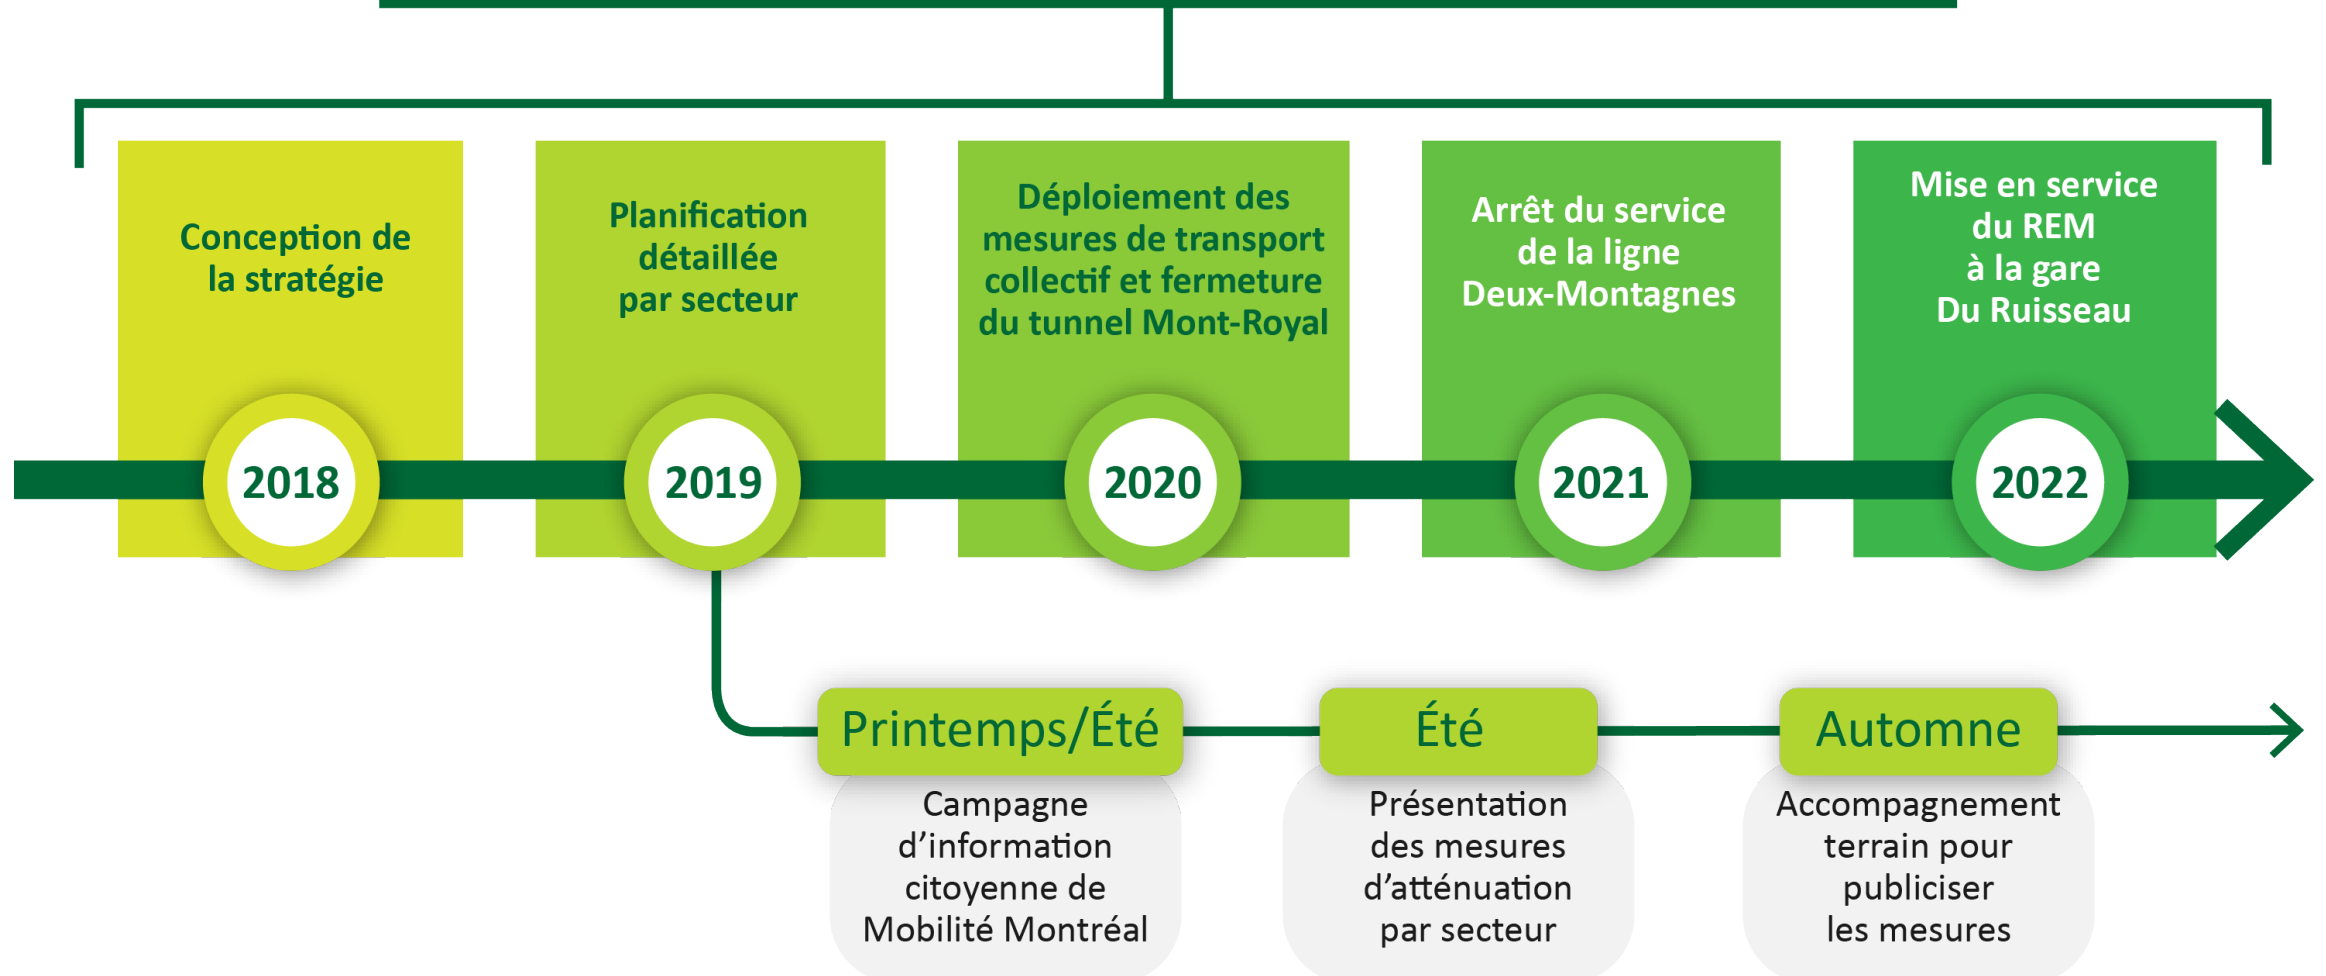 Conception de
la stratégie
2018
Planification
détaillée
par secteur
2019
Déploiement des
mesures de transport
collectif et fermeture
du tunnel Mont-Royal
2020
Arrêt du service
de la ligne
Deux-Montagnes
2021
Mise en service
du REM
à la gare
Du Ruisseau
2022
Printemps/Été
Campagne
d’information
citoyenne de
Mobilité Montréal
Été
Présentation
des mesures
d’atténuation
par secteur
Automne
Accompagnement
terrain pour
publiciser
les mesures